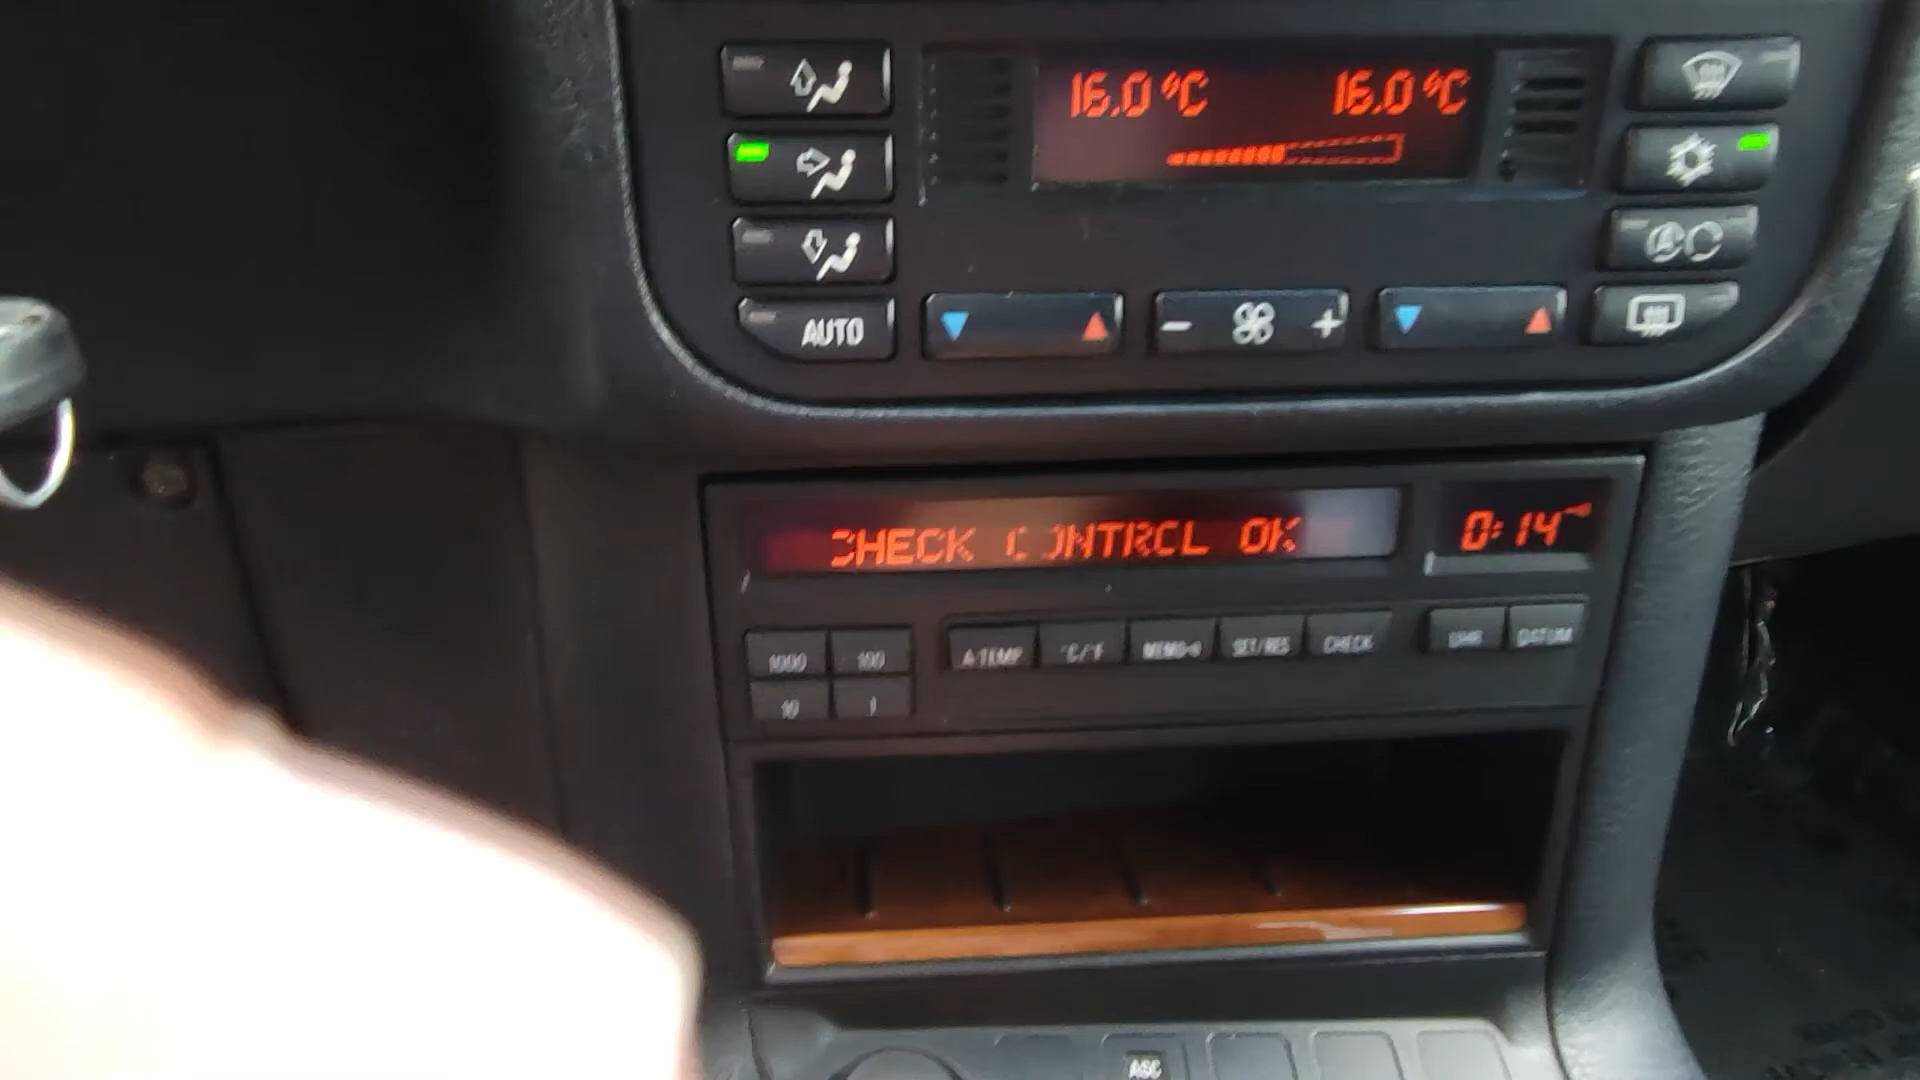 16.0 °C 16.0 °C
AUTO
CHECK CONTROL OK
0:14
1000 100
10 1
A-TEMP °C/°F MEMO SET/RES CHECK UHR DATUM
ASC